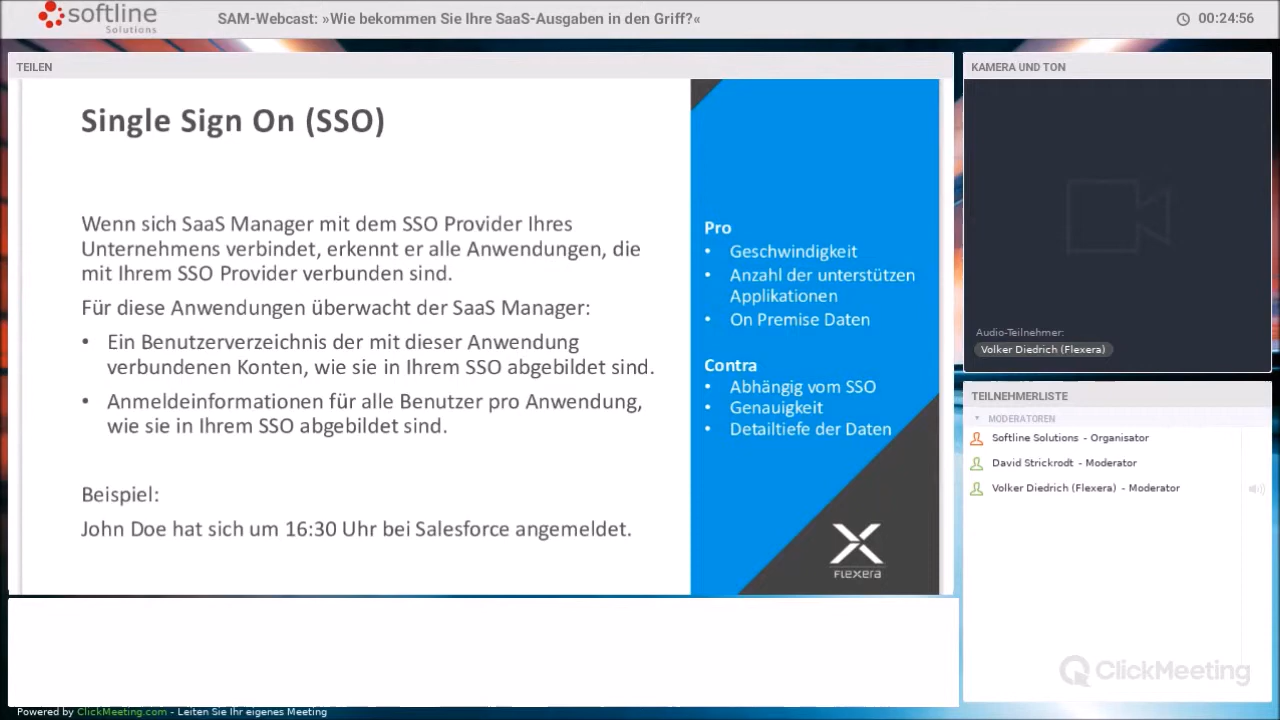 softline
Solutions
SAM-Webcast: »Wie bekommen Sie Ihre SaaS-Ausgaben in den Griff?«
00:24:56
TEILEN
Single Sign On (SSO)
Wenn sich SaaS Manager mit dem SSO Provider Ihres
Unternehmens verbindet, erkennt er alle Anwendungen, die
mit Ihrem SSO Provider verbunden sind.
Für diese Anwendungen überwacht der SaaS Manager:
• Ein Benutzerverzeichnis der mit dieser Anwendung
verbundenen Konten, wie sie in Ihrem SSO abgebildet sind.
• Anmeldeinformationen für alle Benutzer pro Anwendung,
wie sie in Ihrem SSO abgebildet sind.
Beispiel:
John Doe hat sich um 16:30 Uhr bei Salesforce angemeldet.
Pro
• Geschwindigkeit
• Anzahl der unterstützen
Applikationen
• On Premise Daten
Contra
• Abhängig vom SSO
• Genauigkeit
• Detailtiefe der Daten
FLEXERA
KAMERA UND TON
Audio-Teilnehmer:
Volker Diedrich (Flexera)
TEILNEHMERLISTE
MODERATOREN
Softline Solutions - Organisator
David Strickrodt - Moderator
Volker Diedrich (Flexera) - Moderator
ClickMeeting
Powered by ClickMeeting.com - Leiten Sie Ihr eigenes Meeting